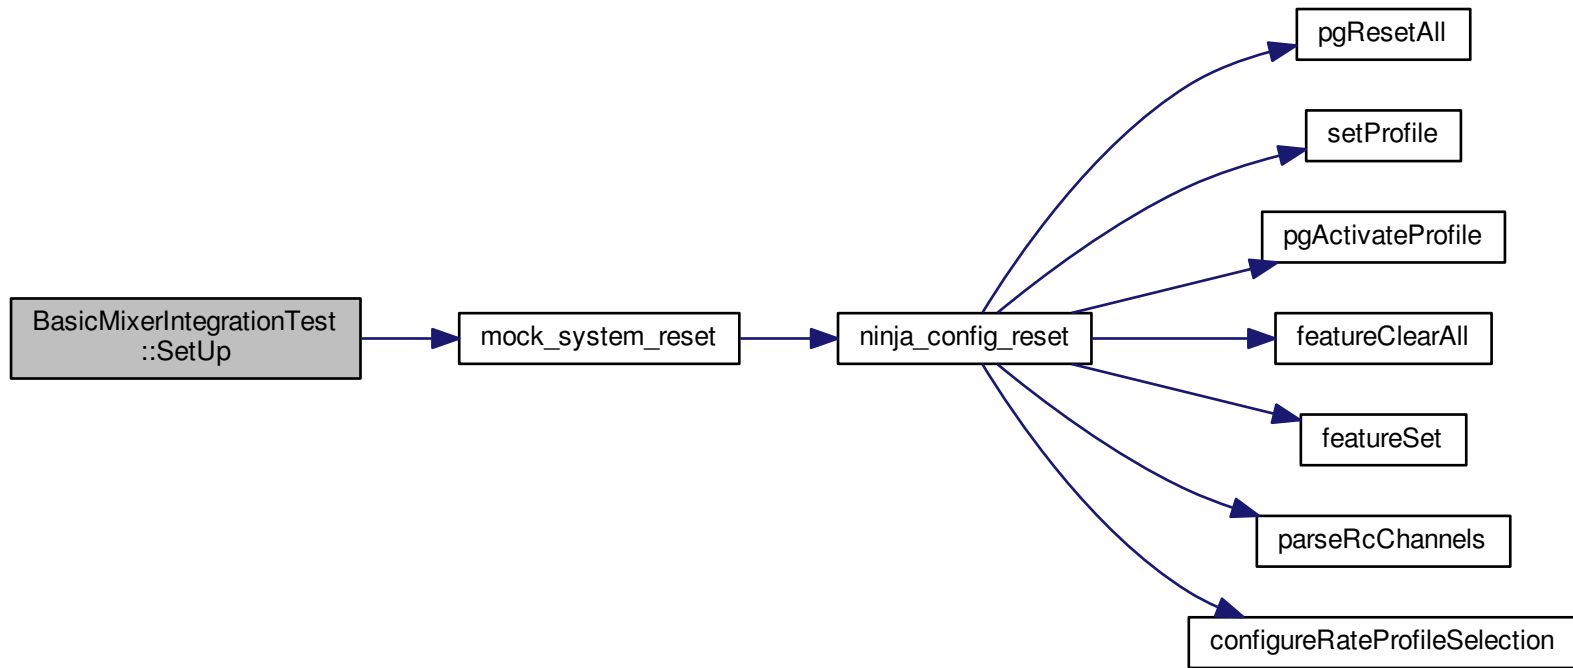 BasicMixerIntegrationTest
::SetUp
mock_system_reset
ninja_config_reset
pgResetAll
setProfile
pgActivateProfile
featureClearAll
featureSet
parseRcChannels
configureRateProfileSelection